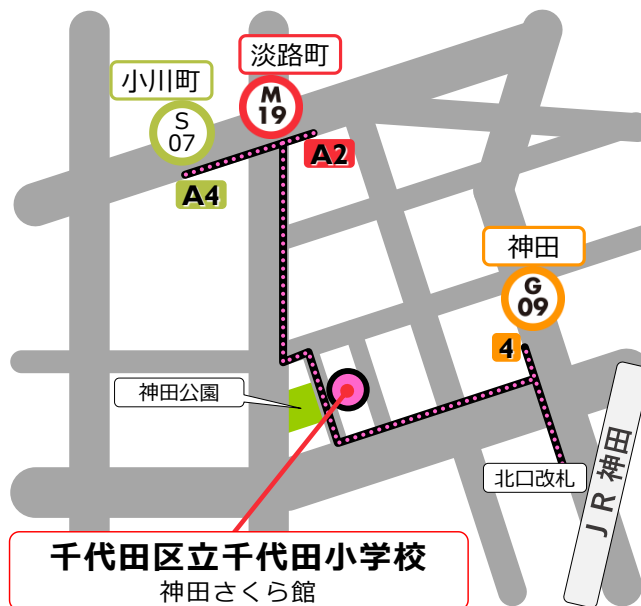 淡路町
小川町
M
19
S
07
A2
A4
神田
G
09
4
神田公園
北口改札
JR 神田
千代田区立千代田小学校
神田さくら館